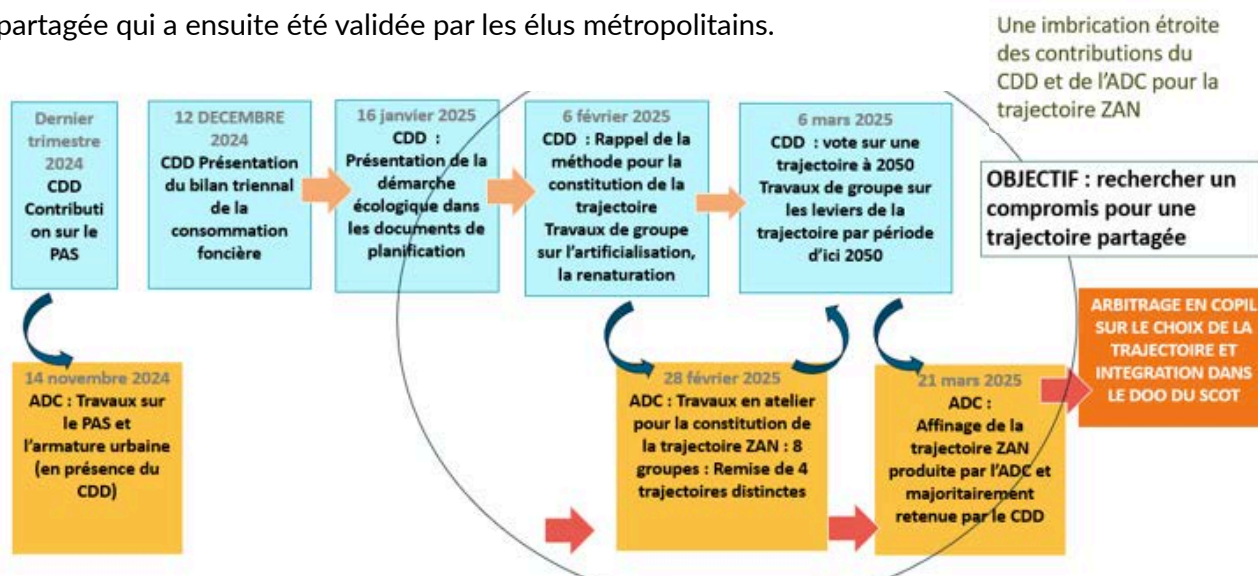 partagée qui a ensuite été validée par les élus métropolitains.
Une imbrication étroite
des contributions du
CDD et de l'ADC pour la
trajectoire ZAN
Dernier
trimestre
2024
CDD
Contributi
on sur le
PAS
12 DECEMBRE
2024
CDD Présentation
du bilan triennal
de la
consommation
foncière
16 janvier 2025
CDD :
Présentation de la
démarche
écologique dans
les documents de
planification
6 février 2025
CDD : Rappel de la
méthode pour la
constitution de la
trajectoire
Travaux de groupe
sur l'artificialisation,
la renaturation
6 mars 2025
CDD : vote sur une
trajectoire à 2050
Travaux de groupe sur
les leviers de la
trajectoire par période
d'ici 2050
OBJECTIF : rechercher un
compromis pour une
trajectoire partagée
ARBITRAGE EN COPIL
SUR LE CHOIX DE LA
TRAJECTOIRE ET
INTEGRATION DANS
LE DOO DU SCOT
14 novembre 2024
ADC : Travaux sur
le PAS et
l'armature urbaine
(en présence du
CDD)
28 février 2025
ADC : Travaux en atelier
pour la constitution de
la trajectoire ZAN : 8
groupes : Remise de 4
trajectoires distinctes
21 mars 2025
ADC :
Affinage de la
trajectoire ZAN
produite par l'ADC et
majoritairement
retenue par le CDD